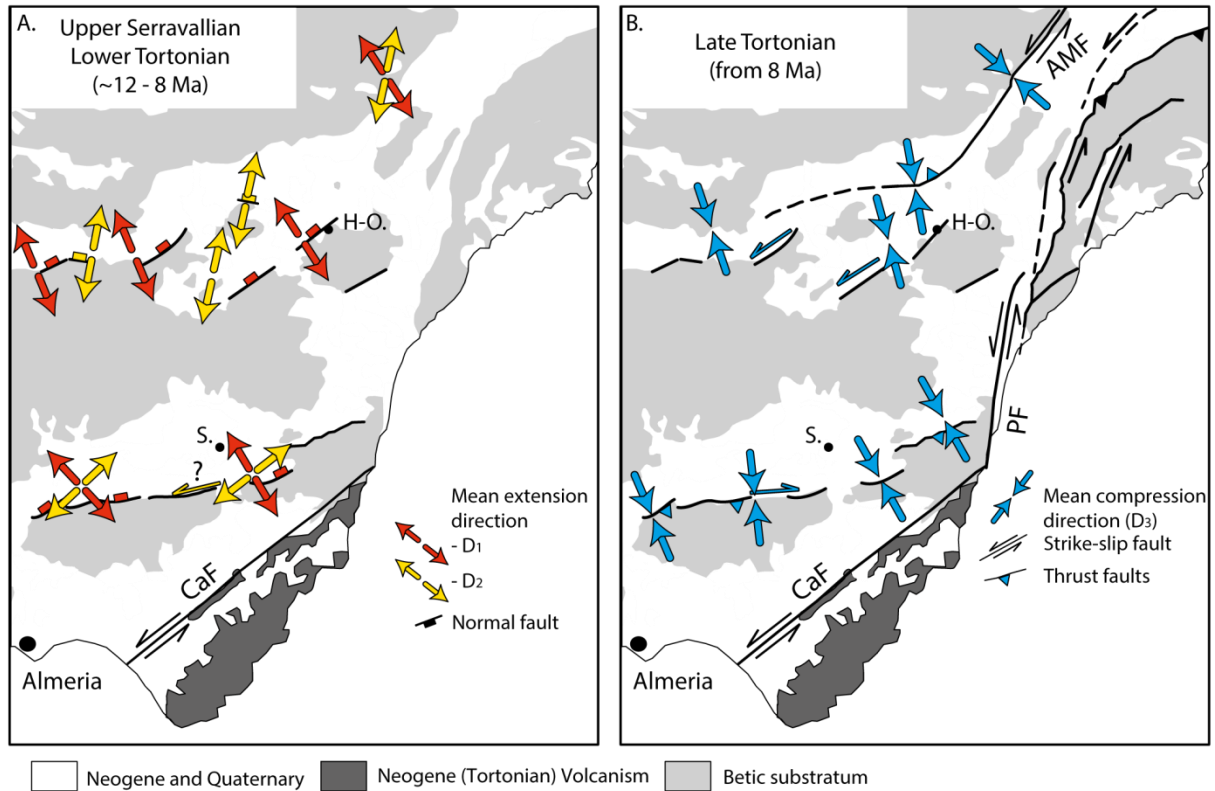 A.
Upper Serravallian
Lower Tortonian
(~12 - 8 Ma)
H-O.
S.
?
Mean extension
direction
- D1
- D2
Normal fault
CaF
Almeria
B.
Late Tortonian
(from 8 Ma)
AMF
H-O.
S.
PF
Mean compression
direction (D3)
Strike-slip fault
Thrust faults
CaF
Almeria
Neogene and Quaternary
Neogene (Tortonian) Volcanism
Betic substratum